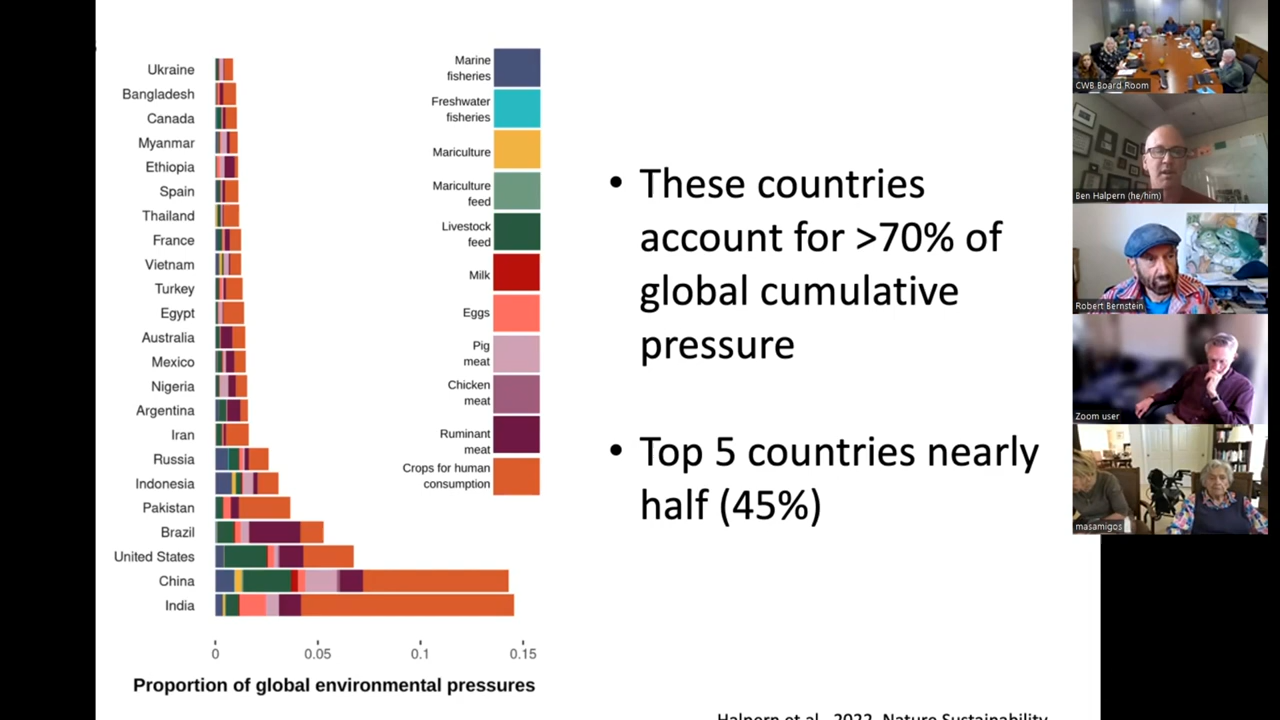 Ukraine
Bangladesh
Canada
Myanmar
Ethiopia
Spain
Thailand
France
Vietnam
Turkey
Egypt
Australia
Mexico
Nigeria
Argentina
Iran
Russia
Indonesia
Pakistan
Brazil
United States
China
India
0
0.05
0.1
0.15
Proportion of global environmental pressures
Marine
fisheries
Freshwater
fisheries
Mariculture
Mariculture
feed
Livestock
feed
Milk
Eggs
Pig
meat
Chicken
meat
Ruminant
meat
Crops for human
consumption
• These countries
account for >70% of
global cumulative
pressure
• Top 5 countries nearly
half (45%)
Halpern et al., 2022, Nature Sustainability
CWB Board Room
Ben Halpern (he/him)
Robert Bernstein
Zoom user
masamigos